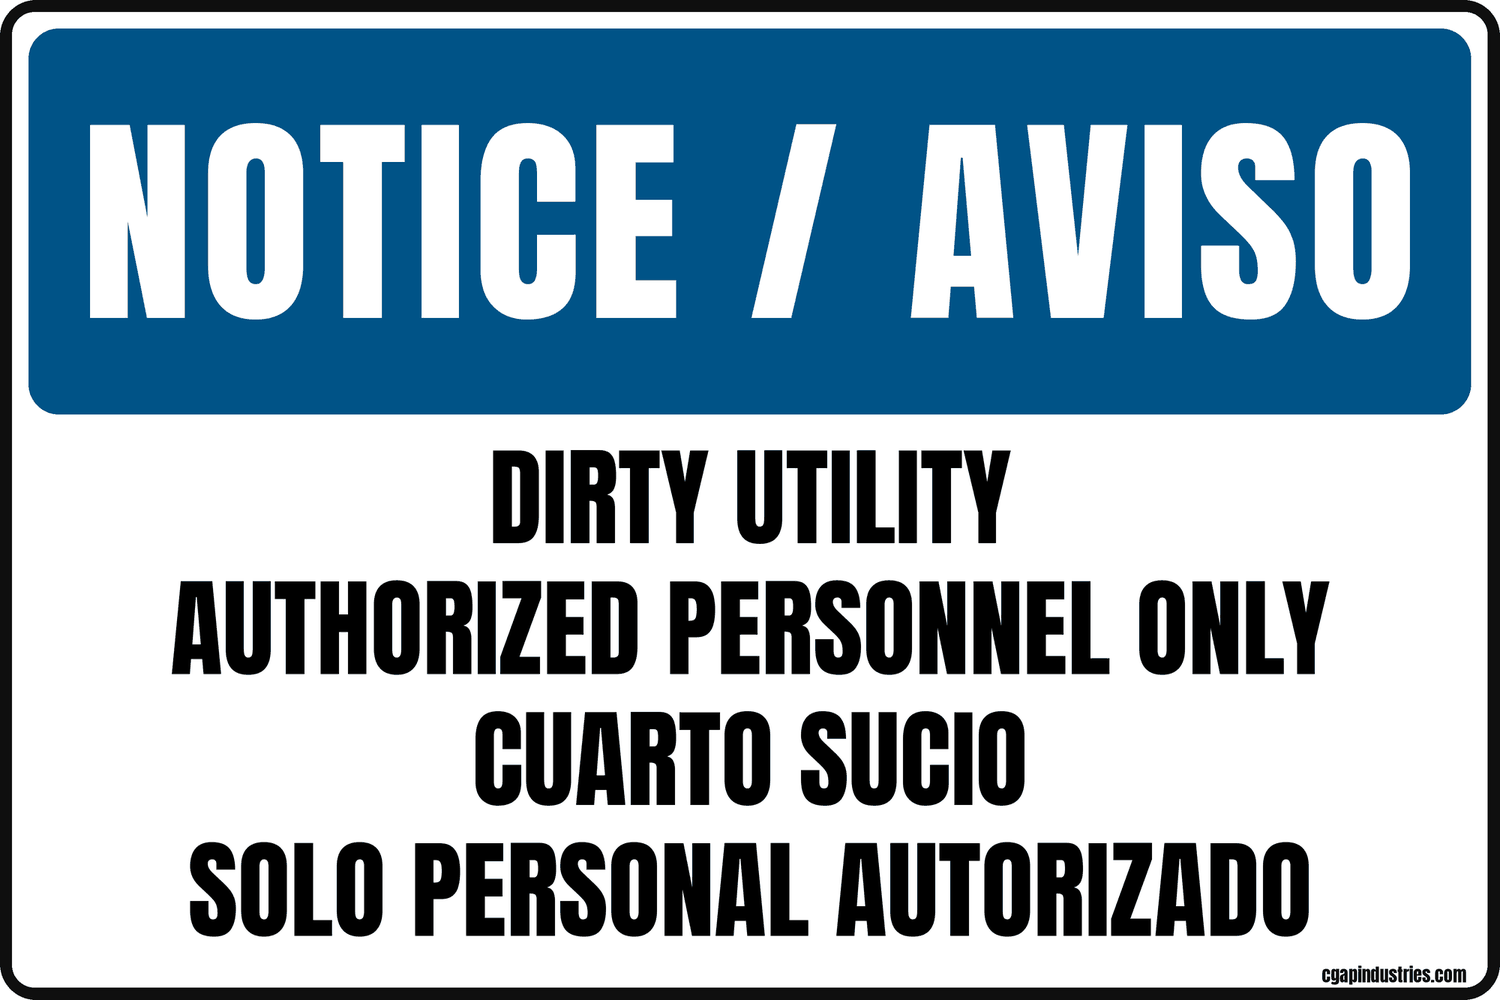 NOTICE / AVISO
DIRTY UTILITY
AUTHORIZED PERSONNEL ONLY
CUARTO SUCIO
SOLO PERSONAL AUTORIZADO
cgapindustries.com